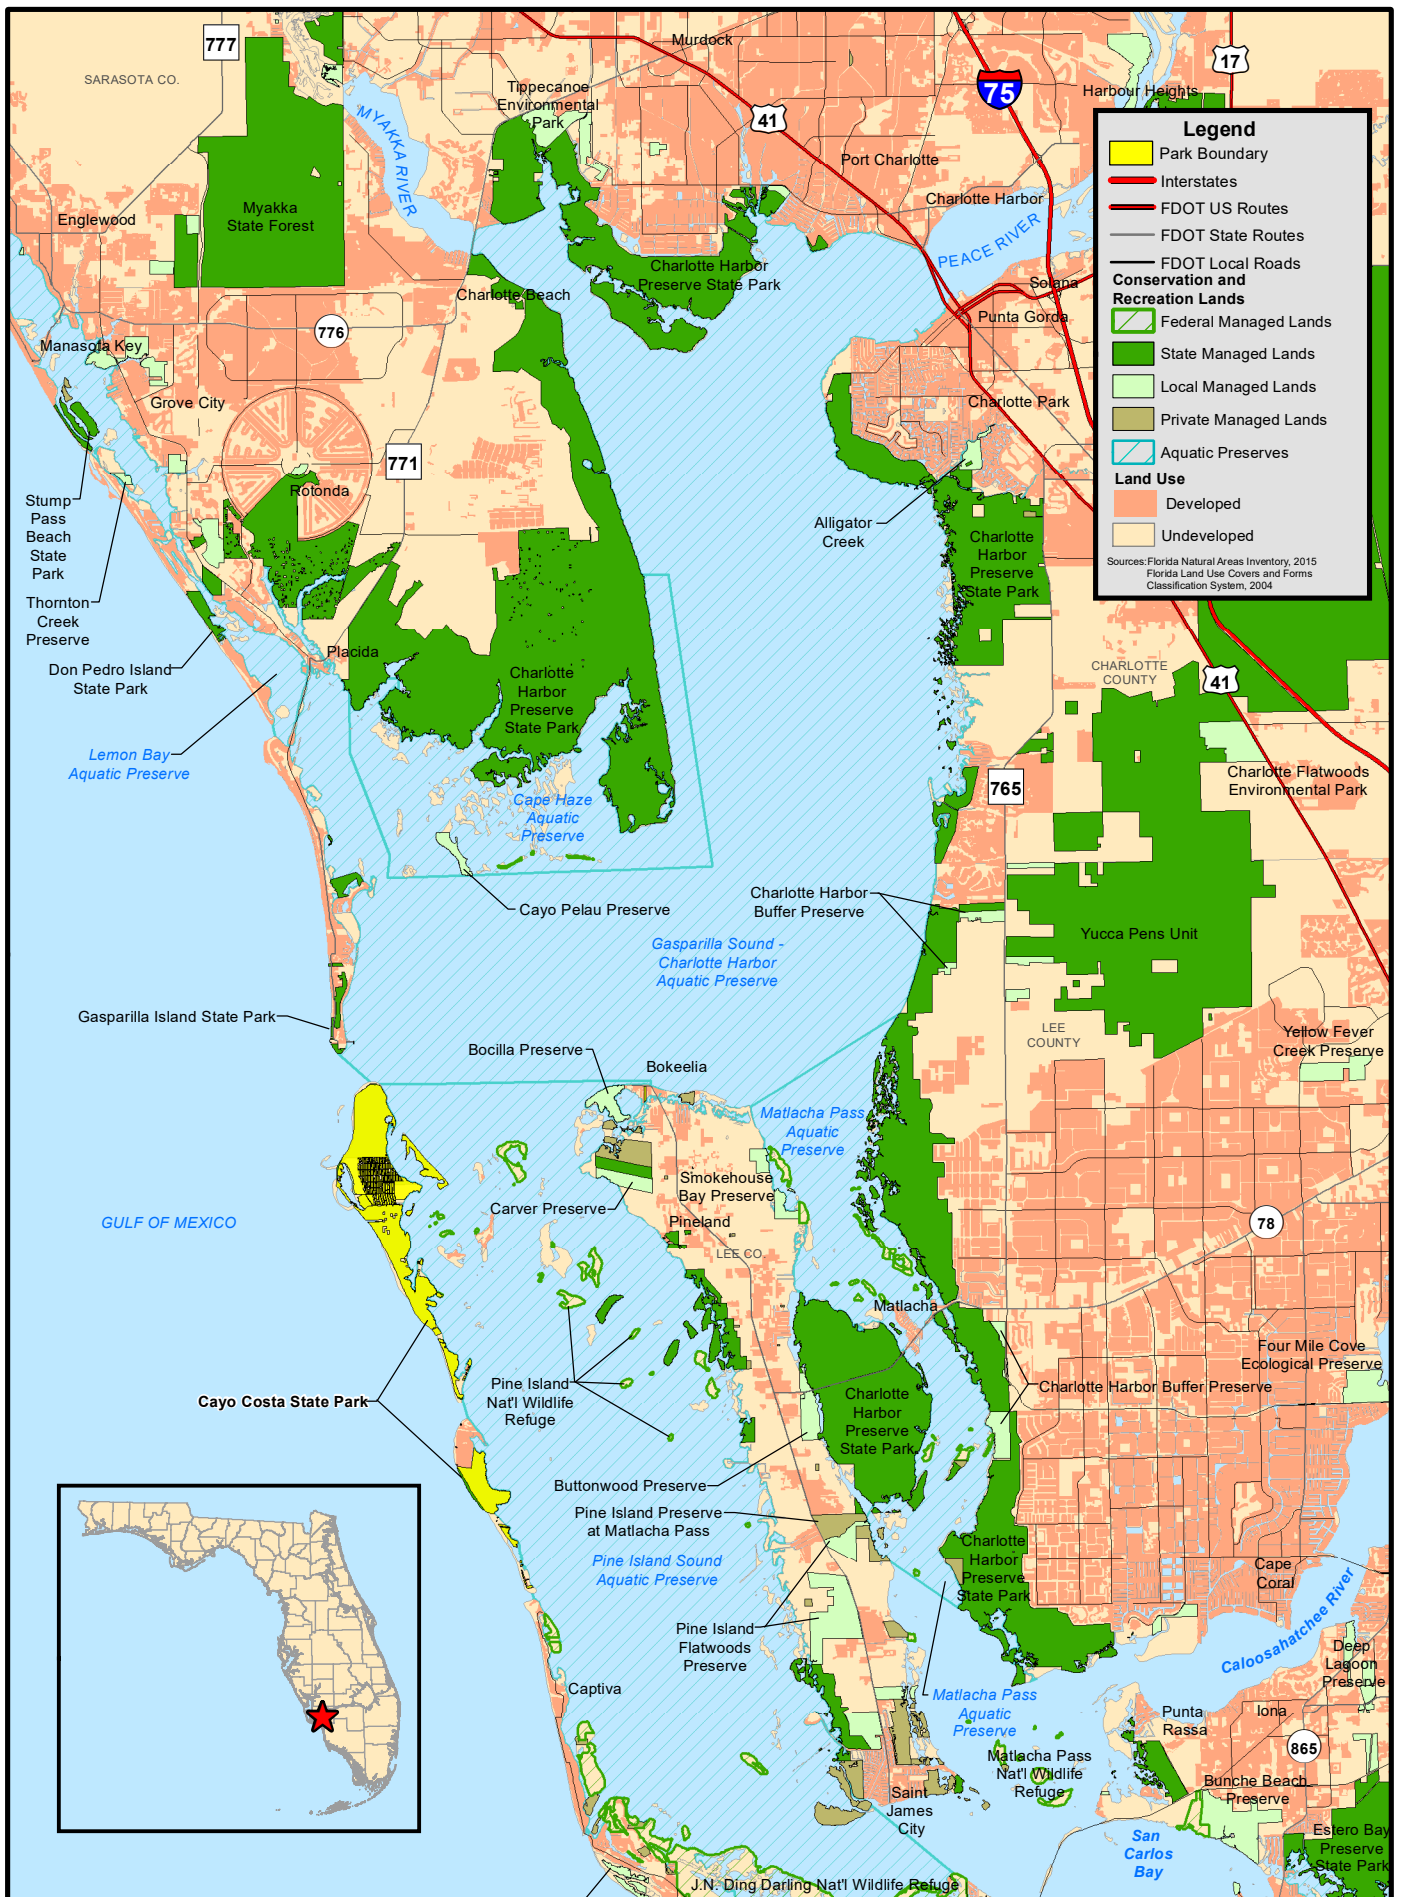 777
SARASOTA CO.
Murdock
17
75
Harbour Heights
Tippecanoe
Environmental
Park
41
MYAKKA RIVER
Port Charlotte
Charlotte Harbor
PEACE RIVER
Englewood
Myakka
State Forest
Charlotte Harbor
Preserve State Park
Charlotte Beach
Solana
Punta Gorda
776
Manasota Key
Grove City
Charlotte Park
771
Rotonda
Stump
Pass
Beach
State
Park
Alligator
Creek
Charlotte
Harbor
Preserve
State Park
Thornton
Creek
Preserve
Placida
Don Pedro Island
State Park
Charlotte
Harbor
Preserve
State Park
CHARLOTTE
COUNTY
41
Lemon Bay
Aquatic Preserve
765
Charlotte Flatwoods
Environmental Park
Cape Haze
Aquatic
Preserve
Charlotte Harbor
Buffer Preserve
Cayo Pelau Preserve
Yucca Pens Unit
Gasparilla Sound -
Charlotte Harbor
Aquatic Preserve
Gasparilla Island State Park
LEE
COUNTY
Yellow Fever
Creek Preserve
Bocilla Preserve
Bokeelia
Matlacha Pass
Aquatic
Preserve
Smokehouse
Bay Preserve
Carver Preserve
Pineland
GULF OF MEXICO
78
LEE CO.
Matlacha
Four Mile Cove
Ecological Preserve
Pine Island
Nat'l Wildlife
Refuge
Charlotte Harbor Buffer Preserve
Cayo Costa State Park
Charlotte
Harbor
Preserve
State Park
Buttonwood Preserve
Pine Island Preserve
at Matlacha Pass
Pine Island Sound
Aquatic Preserve
Charlotte
Harbor
Preserve
State Park
Cape
Coral
Caloosahatchee River
Pine Island
Flatwoods
Preserve
Deep
Lagoon
Preserve
Captiva
Matlacha Pass
Aquatic
Preserve
Punta
Rassa
Iona
865
Matlacha Pass
Nat'l Wildlife
Refuge
Bunche Beach
Preserve
Saint
James
City
San
Carlos
Bay
Estero Bay
Preserve
State Park
J.N. Ding Darling Nat'l Wildlife Refuge
Legend
Park Boundary
Interstates
FDOT US Routes
FDOT State Routes
FDOT Local Roads
Conservation and
Recreation Lands
Federal Managed Lands
State Managed Lands
Local Managed Lands
Private Managed Lands
Aquatic Preserves
Land Use
Developed
Undeveloped
Sources:Florida Natural Areas Inventory, 2015
Florida Land Use Covers and Forms
Classification System, 2004